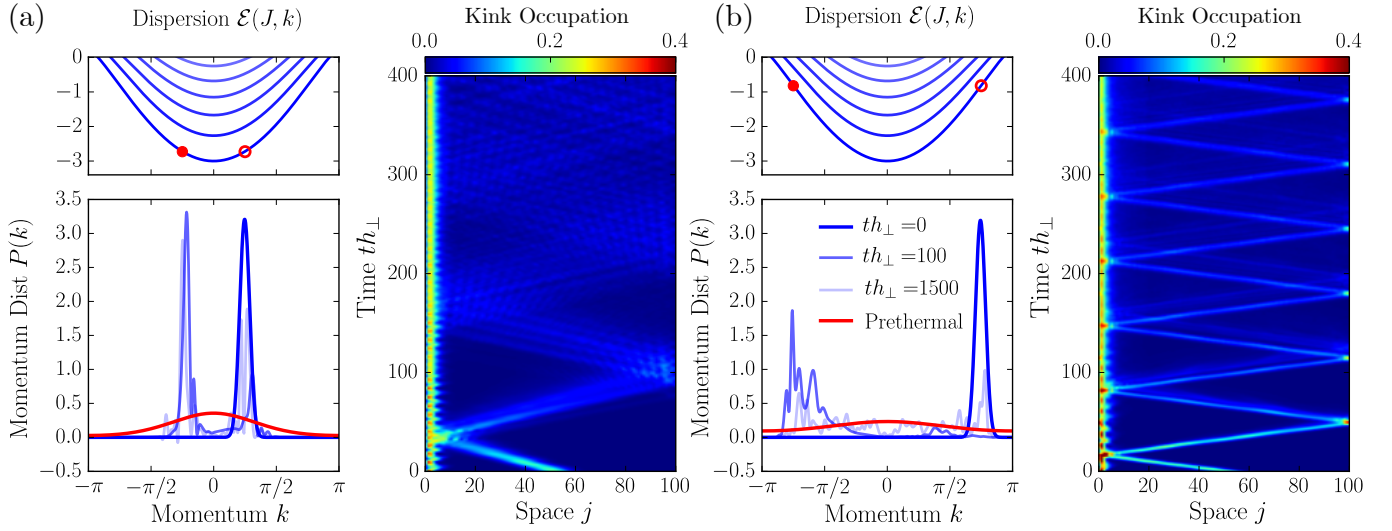 (a)
Dispersion ℰ(J, k)
0
−1
−2
−3
3.5
3.0
2.5
2.0
1.5
1.0
0.5
0.0
−0.5
Momentum Dist P(k)
−π −π/2 0 π/2 π
Momentum k
Kink Occupation
0.0 0.2 0.4
400
300
200
100
0
Time th⊥
0 20 40 60 80 100
Space j
(b)
Dispersion ℰ(J, k)
0
−1
−2
−3
3.5
3.0
2.5
2.0
1.5
1.0
0.5
0.0
−0.5
Momentum Dist P(k)
th⊥ =0
th⊥ =100
th⊥ =1500
Prethermal
−π −π/2 0 π/2 π
Momentum k
Kink Occupation
0.0 0.2 0.4
400
300
200
100
0
Time th⊥
0 20 40 60 80 100
Space j